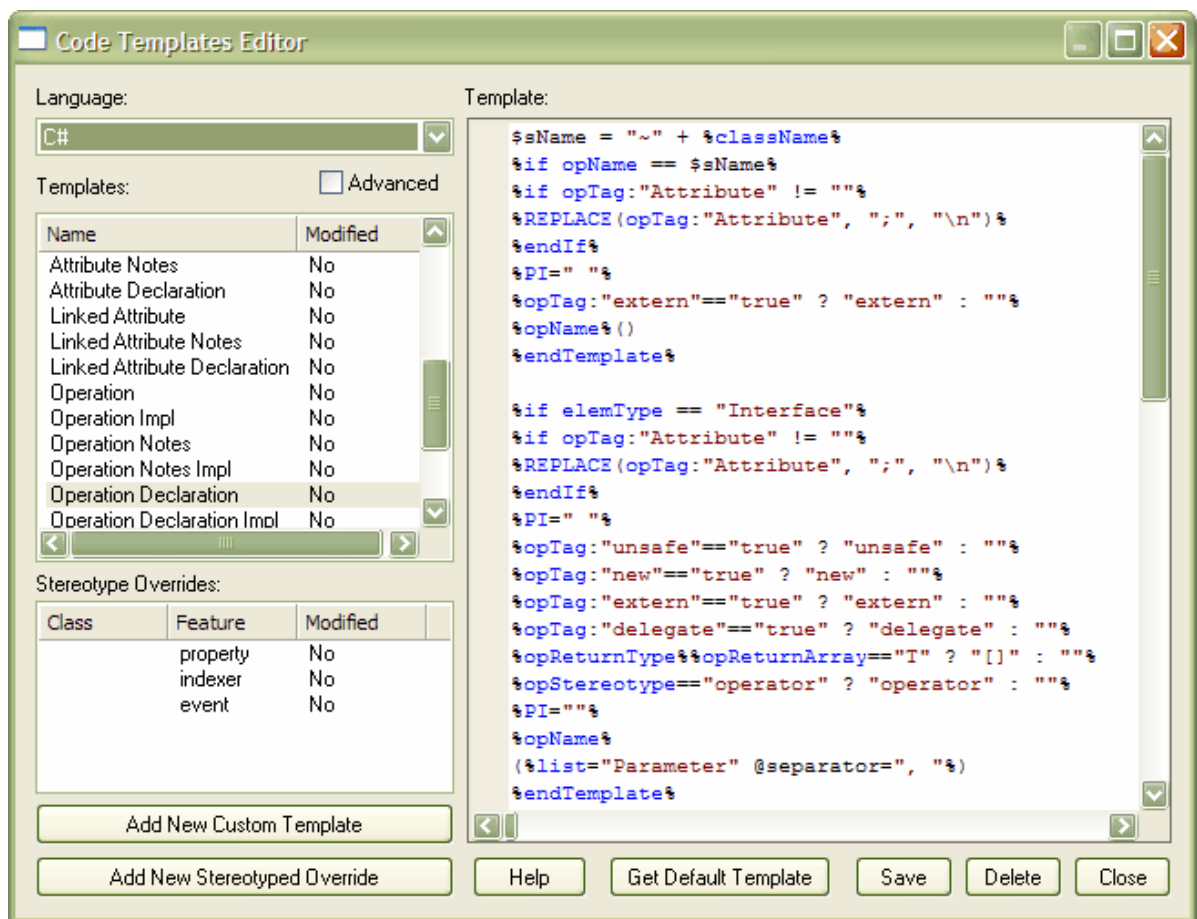 Code Templates Editor
Language:
C#
Templates:
Advanced
Name Modified
Attribute Notes No
Attribute Declaration No
Linked Attribute No
Linked Attribute Notes No
Linked Attribute Declaration No
Operation No
Operation Impl No
Operation Notes No
Operation Notes Impl No
Operation Declaration No
Operation Declaration Impl No
Stereotype Overrides:
Class Feature Modified
property No
indexer No
event No
Add New Custom Template
Add New Stereotyped Override
Template:
$sName = "~" + %className%
%if opName == $sName%
%if opTag:"Attribute" != ""%
%REPLACE(opTag:"Attribute", ";", "\n")%
%endIf%
%PI=" "%
%opTag:"extern"=="true" ? "extern" : ""%
%opName%()
%endTemplate%
%if elemType == "Interface"%
%if opTag:"Attribute" != ""%
%REPLACE(opTag:"Attribute", ";", "\n")%
%endIf%
%PI=" "%
%opTag:"unsafe"=="true" ? "unsafe" : ""%
%opTag:"new"=="true" ? "new" : ""%
%opTag:"extern"=="true" ? "extern" : ""%
%opTag:"delegate"=="true" ? "delegate" : ""%
%opReturnType%%opReturnArray=="T" ? "[]" : ""%
%opStereotype=="operator" ? "operator" : ""%
%PI=""%
%opName%
(%list="Parameter" @separator=", "%)
%endTemplate%
Help
Get Default Template
Save
Delete
Close